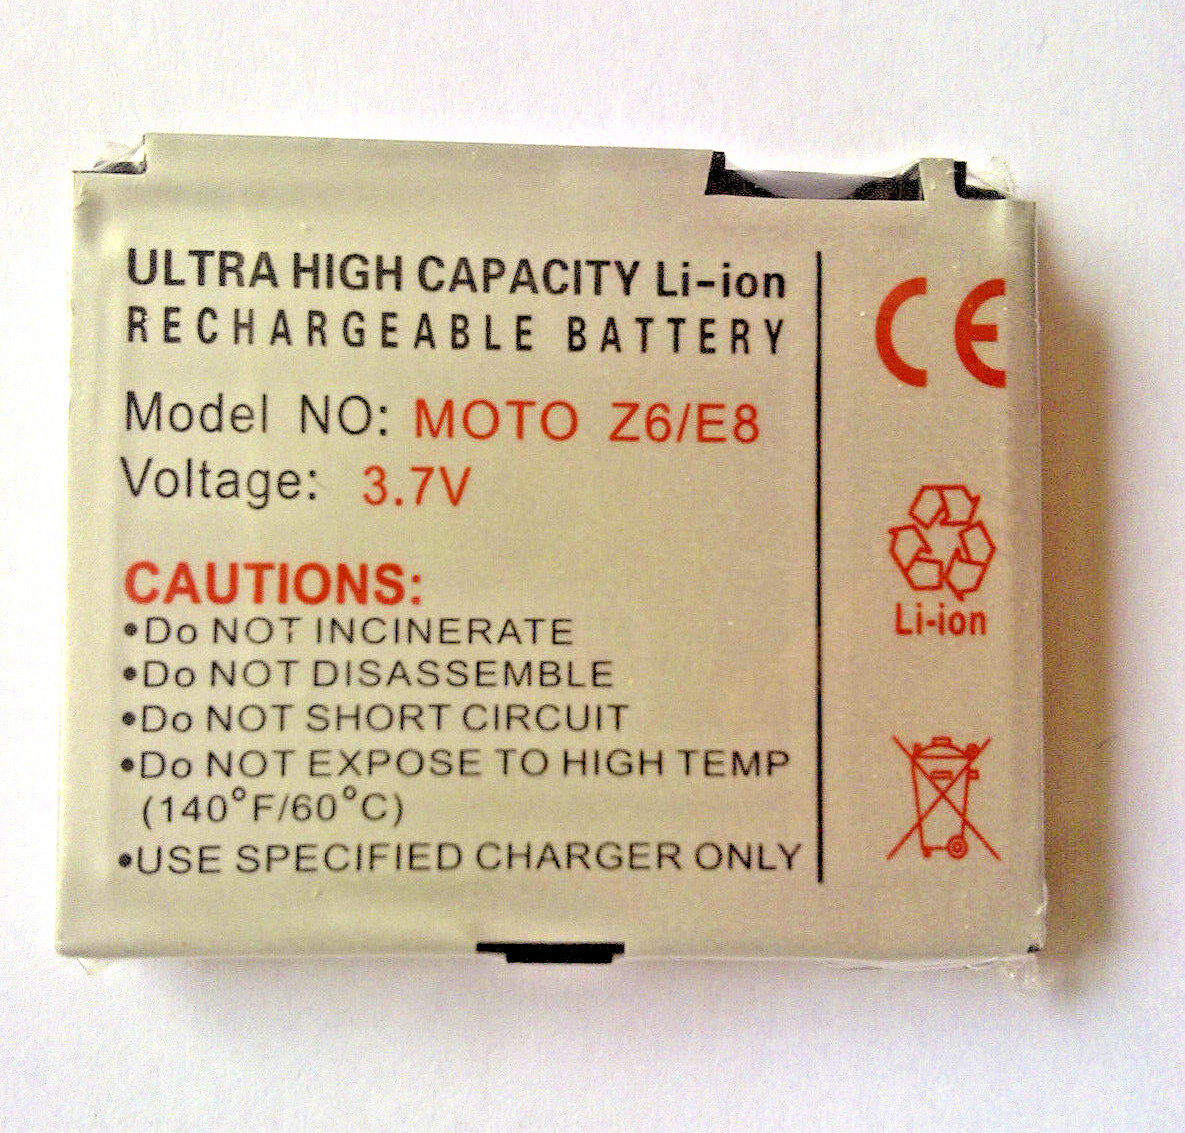 ULTRA HIGH CAPACITY Li-ion
RECHARGEABLE BATTERY
Model NO: MOTO Z6/E8
Voltage: 3.7V
CAUTIONS:
•Do NOT INCINERATE
•Do NOT DISASSEMBLE
•Do NOT SHORT CIRCUIT
•Do NOT EXPOSE TO HIGH TEMP
(140°F/60°C)
•USE SPECIFIED CHARGER ONLY
CE
Li-ion